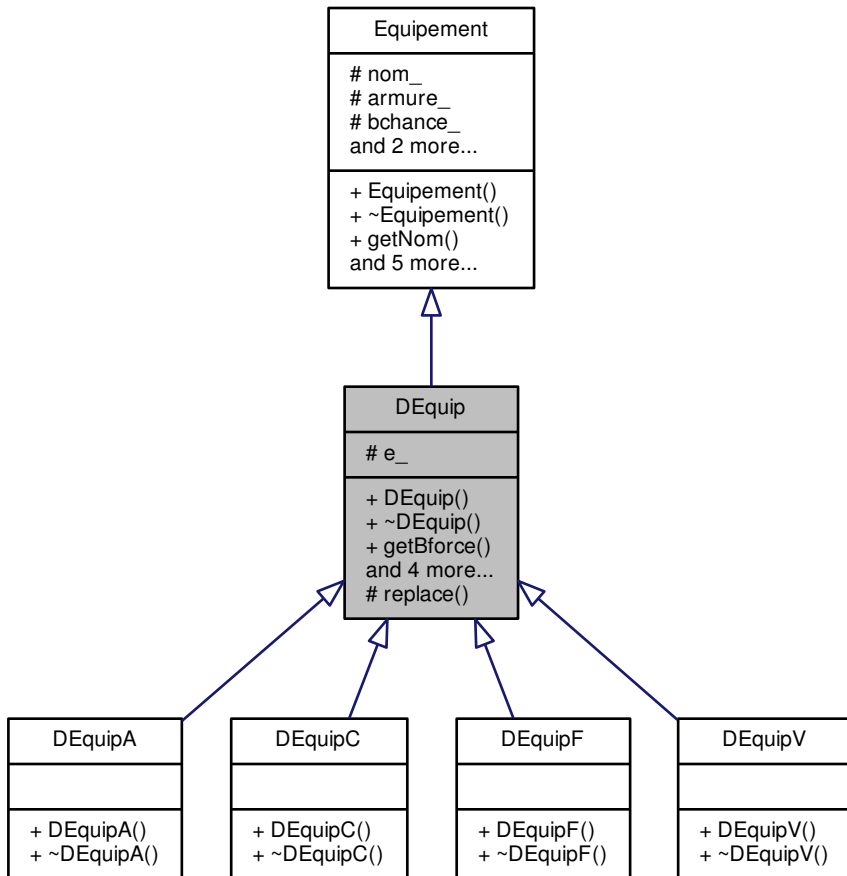 Equipement
# nom_
# armure_
# bchance_
and 2 more...
+ Equipement()
+ ~Equipement()
+ getNom()
and 5 more...
DEquip
# e_
+ DEquip()
+ ~DEquip()
+ getBforce()
and 4 more...
# replace()
DEquipA
+ DEquipA()
+ ~DEquipA()
DEquipC
+ DEquipC()
+ ~DEquipC()
DEquipF
+ DEquipF()
+ ~DEquipF()
DEquipV
+ DEquipV()
+ ~DEquipV()